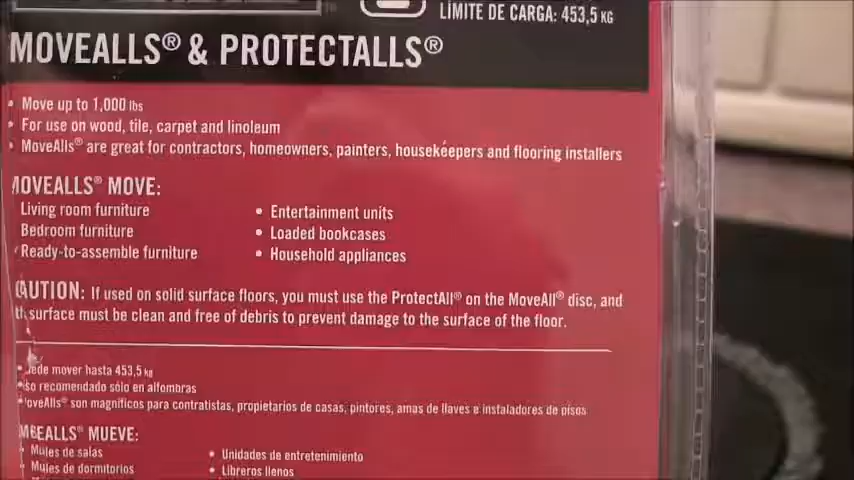 LÍMITE DE CARGA: 453,5 KG
MOVEALLS® & PROTECTALLS®
• Move up to 1,000 lbs
• For use on wood, tile, carpet and linoleum
• MoveAlls® are great for contractors, homeowners, painters, housekeepers and flooring installers
MOVEALLS® MOVE:
Living room furniture
Bedroom furniture
Ready-to-assemble furniture
• Entertainment units
• Loaded bookcases
• Household appliances
CAUTION: If used on solid surface floors, you must use the ProtectAll® on the MoveAll® disc, and
the surface must be clean and free of debris to prevent damage to the surface of the floor.
mover hasta 453,5 kg
recomendado sólo en alfombras
son magníficos para contratistas, propietarios de casas, pintores, amas de llaves e instaladores de pisos
MUEVE:
de salas
de dormitorios
• Unidades de entretenimiento
• Libreros llenos